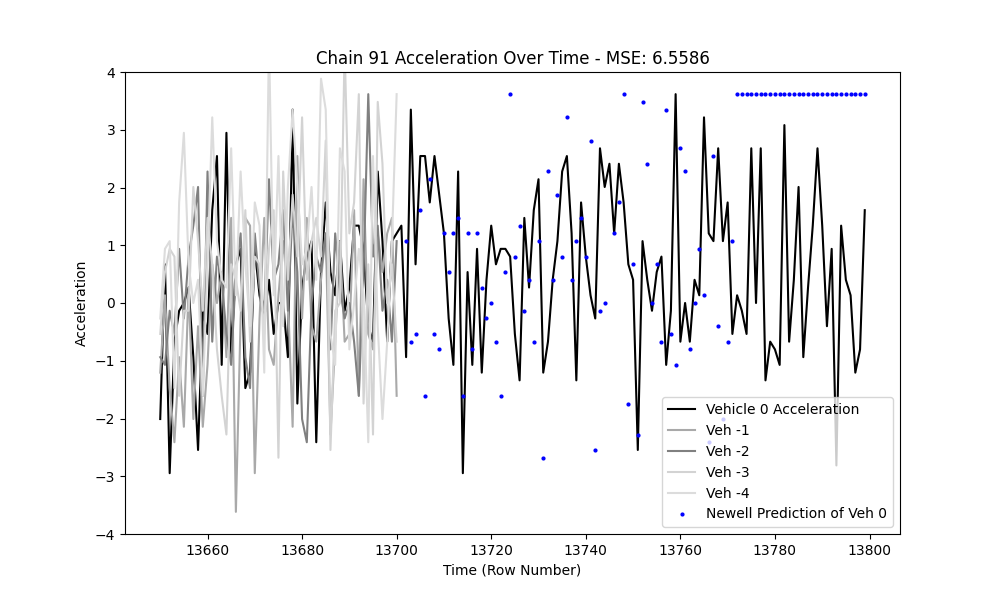 Chain 91 Acceleration Over Time - MSE: 6.5586
Acceleration
4
3
2
1
0
−1
−2
−3
−4
Vehicle 0 Acceleration
Veh -1
Veh -2
Veh -3
Veh -4
Newell Prediction of Veh 0
13660
13680
13700
13720
13740
13760
13780
13800
Time (Row Number)